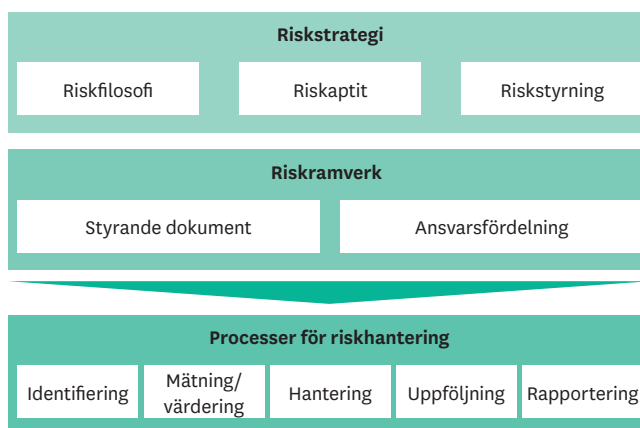 Riskstrategi
Riskfilosofi
Riskaptit
Riskstyrning
Riskramverk
Styrande dokument
Ansvarsfördelning
Processer för riskhantering
Identifiering
Mätning/
värdering
Hantering
Uppföljning
Rapportering